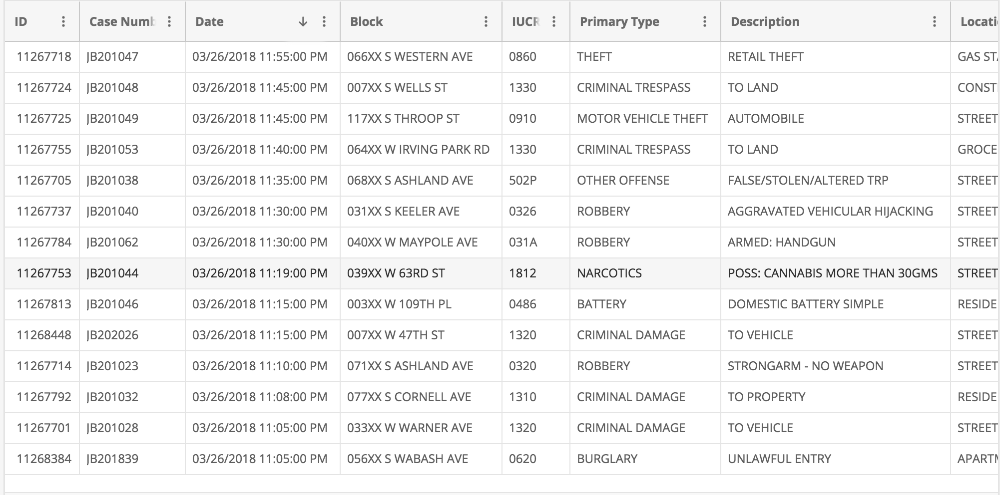 ID Case Numb Date Block IUCR Primary Type Description Locati
11267718 JB201047 03/26/2018 11:55:00 PM 066XX S WESTERN AVE 0860 THEFT RETAIL THEFT GAS STA
11267724 JB201048 03/26/2018 11:45:00 PM 007XX S WELLS ST 1330 CRIMINAL TRESPASS TO LAND CONST
11267725 JB201049 03/26/2018 11:45:00 PM 117XX S THROOP ST 0910 MOTOR VEHICLE THEFT AUTOMOBILE STREET
11267755 JB201053 03/26/2018 11:40:00 PM 064XX W IRVING PARK RD 1330 CRIMINAL TRESPASS TO LAND GROCE
11267705 JB201038 03/26/2018 11:35:00 PM 068XX S ASHLAND AVE 502P OTHER OFFENSE FALSE/STOLEN/ALTERED TRP STREET
11267737 JB201040 03/26/2018 11:30:00 PM 031XX S KEELER AVE 0326 ROBBERY AGGRAVATED VEHICULAR HIJACKING STREET
11267784 JB201062 03/26/2018 11:30:00 PM 040XX W MAYPOLE AVE 031A ROBBERY ARMED: HANDGUN STREET
11267753 JB201044 03/26/2018 11:19:00 PM 039XX W 63RD ST 1812 NARCOTICS POSS: CANNABIS MORE THAN 30GMS STREET
11267813 JB201046 03/26/2018 11:15:00 PM 003XX W 109TH PL 0486 BATTERY DOMESTIC BATTERY SIMPLE RESIDE
11268448 JB202026 03/26/2018 11:15:00 PM 007XX W 47TH ST 1320 CRIMINAL DAMAGE TO VEHICLE STREET
11267714 JB201023 03/26/2018 11:10:00 PM 071XX S ASHLAND AVE 0320 ROBBERY STRONGARM - NO WEAPON STREET
11267792 JB201032 03/26/2018 11:08:00 PM 077XX S CORNELL AVE 1310 CRIMINAL DAMAGE TO PROPERTY RESIDE
11267701 JB201028 03/26/2018 11:05:00 PM 033XX W WARNER AVE 1320 CRIMINAL DAMAGE TO VEHICLE STREET
11268384 JB201839 03/26/2018 11:05:00 PM 056XX S WABASH AVE 0620 BURGLARY UNLAWFUL ENTRY APARTM